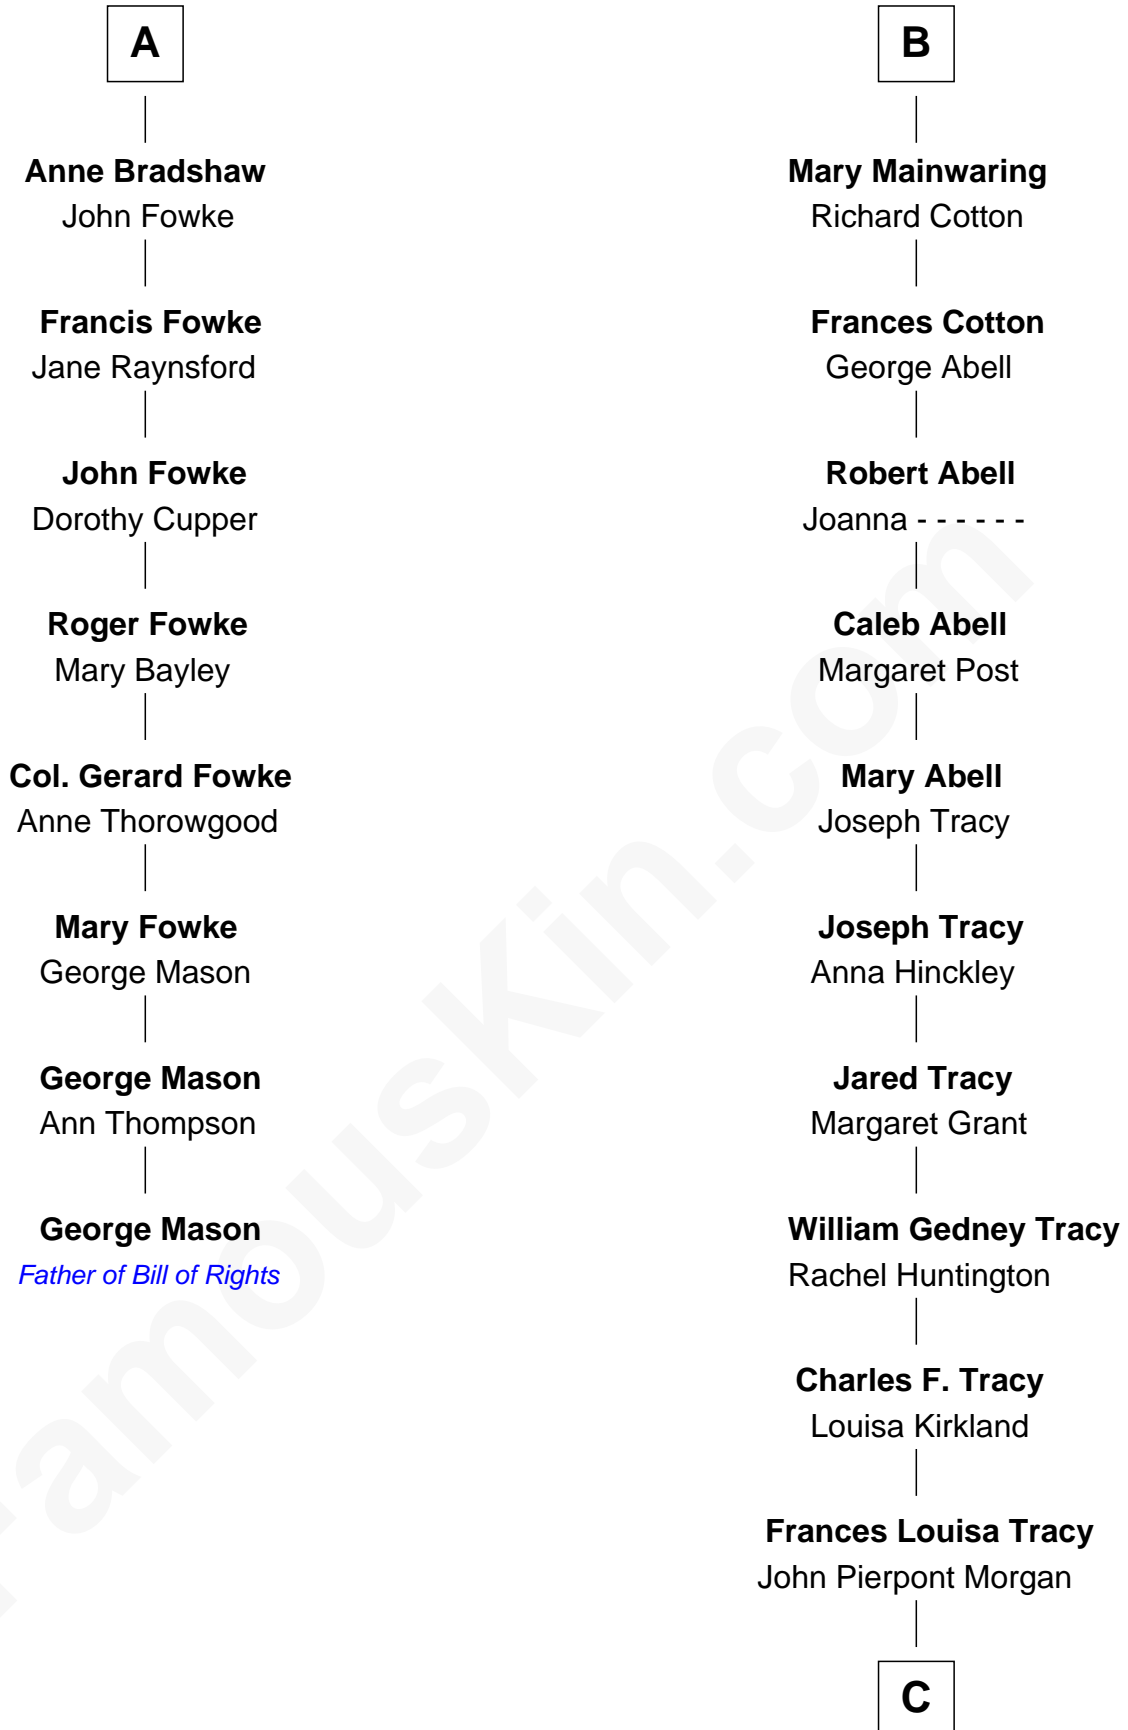 A
Anne Bradshaw
John Fowke
Francis Fowke
Jane Raynsford
John Fowke
Dorothy Cupper
Roger Fowke
Mary Bayley
Col. Gerard Fowke
Anne Thorowgood
Mary Fowke
George Mason
George Mason
Ann Thompson
George Mason
Father of Bill of Rights
B
Mary Mainwaring
Richard Cotton
Frances Cotton
George Abell
Robert Abell
Joanna - - - - - -
Caleb Abell
Margaret Post
Mary Abell
Joseph Tracy
Joseph Tracy
Anna Hinckley
Jared Tracy
Margaret Grant
William Gedney Tracy
Rachel Huntington
Charles F. Tracy
Louisa Kirkland
Frances Louisa Tracy
John Pierpont Morgan
C
FamousKin.com